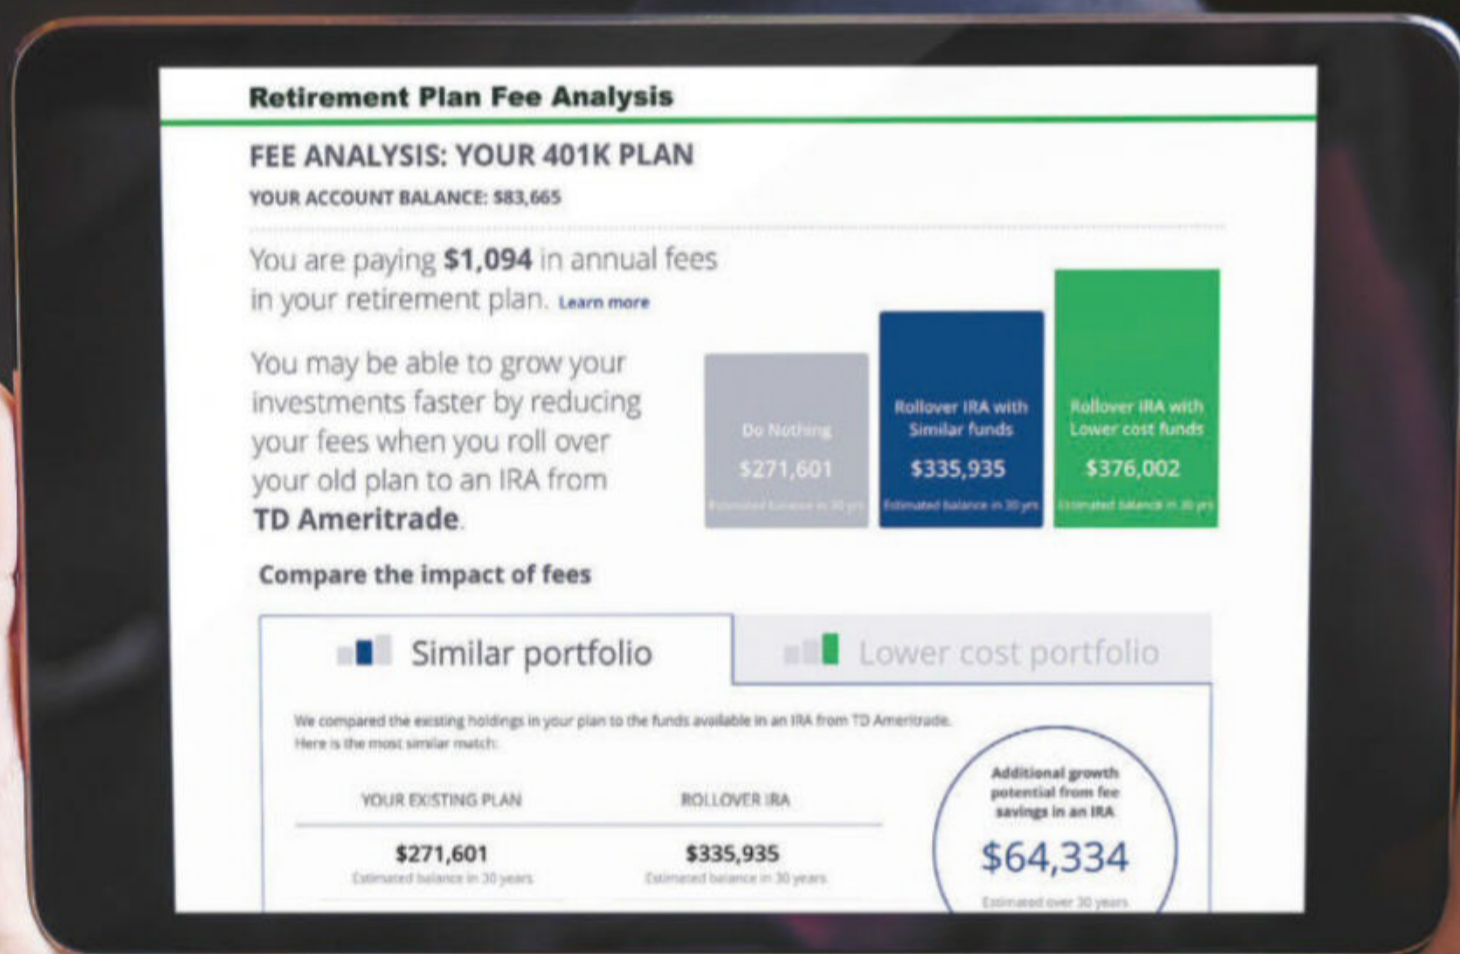 Retirement Plan Fee Analysis
FEE ANALYSIS: YOUR 401K PLAN
YOUR ACCOUNT BALANCE: $83,665
You are paying $1,094 in annual fees
in your retirement plan. Learn more
You may be able to grow your
investments faster by reducing
your fees when you roll over
your old plan to an IRA from
TD Ameritrade.
Do Nothing
$271,601
Estimated balance in 30 yrs
Rollover IRA with
Similar funds
$335,935
Estimated balance in 30 yrs
Rollover IRA with
Lower cost funds
$376,002
Estimated balance in 30 yrs
Compare the impact of fees
Similar portfolio
Lower cost portfolio
We compared the existing holdings in your plan to the funds available in an IRA from TD Ameritrade.
Here is the most similar match:
YOUR EXISTING PLAN
ROLLOVER IRA
$271,601
$335,935
Estimated balance in 30 years
Estimated balance in 30 years
Additional growth
potential from fee
savings in an IRA
$64,334
Estimated over 30 years